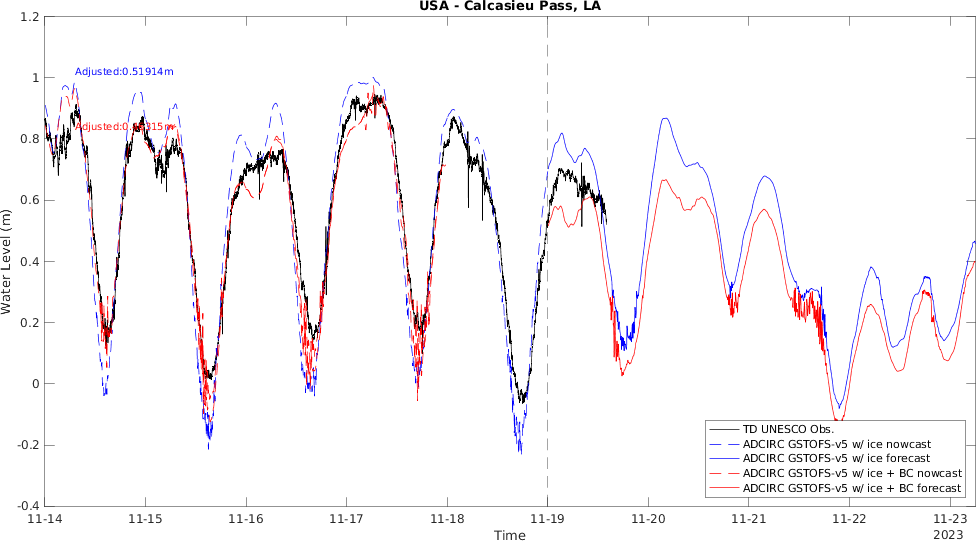 USA - Calcasieu Pass, LA
1.2
1
0.8
0.6
0.4
0.2
0
-0.2
-0.4
Water Level (m)
Adjusted:0.51914m
11-14
11-15
11-16
11-17
11-18
11-19
11-20
11-21
11-22
11-23
Time
2023
TD UNESCO Obs.
ADCIRC GSTOFS-v5 w/ ice nowcast
ADCIRC GSTOFS-v5 w/ ice forecast
ADCIRC GSTOFS-v5 w/ ice + BC nowcast
ADCIRC GSTOFS-v5 w/ ice + BC forecast